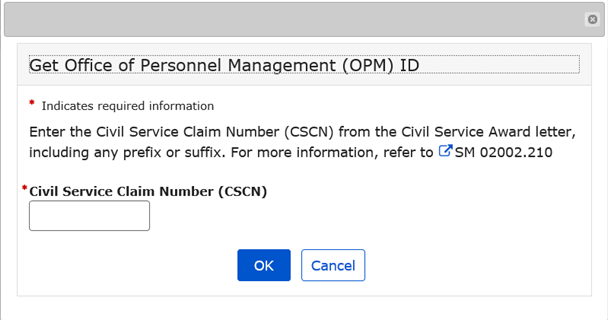 Get Office of Personnel Management (OPM) ID
* Indicates required information
Enter the Civil Service Claim Number (CSCN) from the Civil Service Award letter,
including any prefix or suffix. For more information, refer to SM 02002.210
*Civil Service Claim Number (CSCN)
OK Cancel